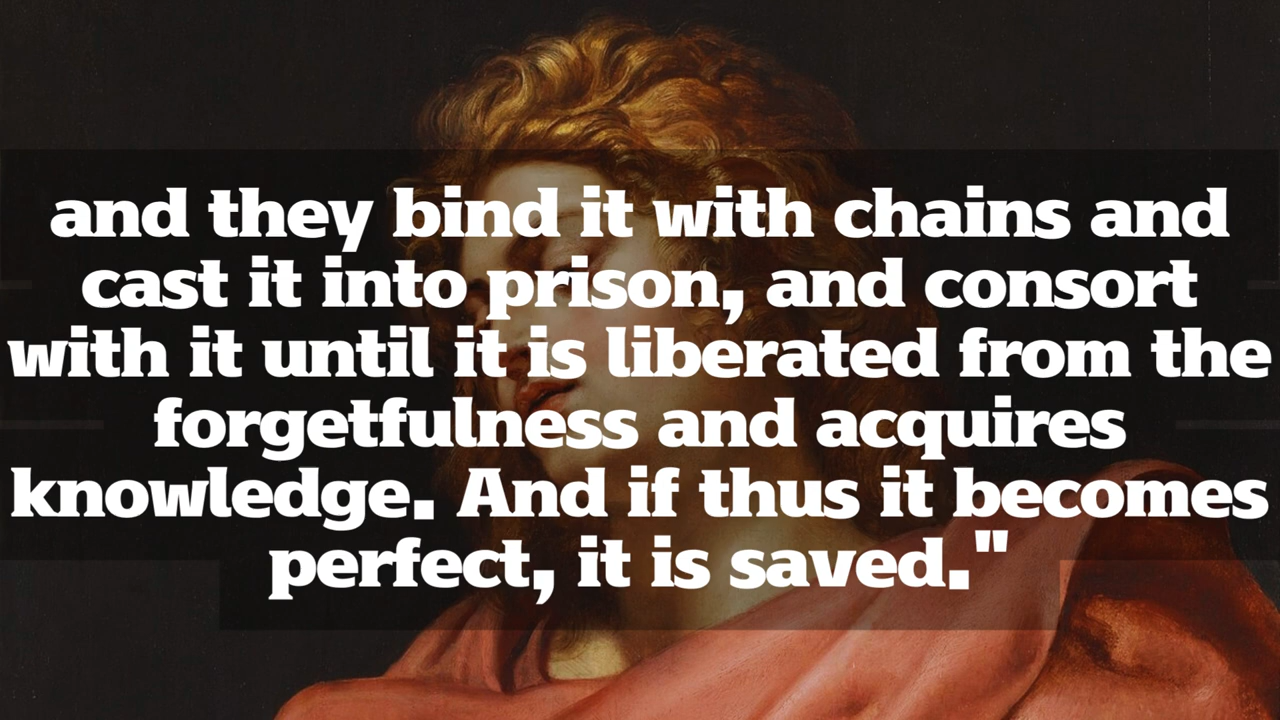 and they bind it with chains and
cast it into prison, and consort
with it until it is liberated from the
forgetfulness and acquires
knowledge. And if thus it becomes
perfect, it is saved."